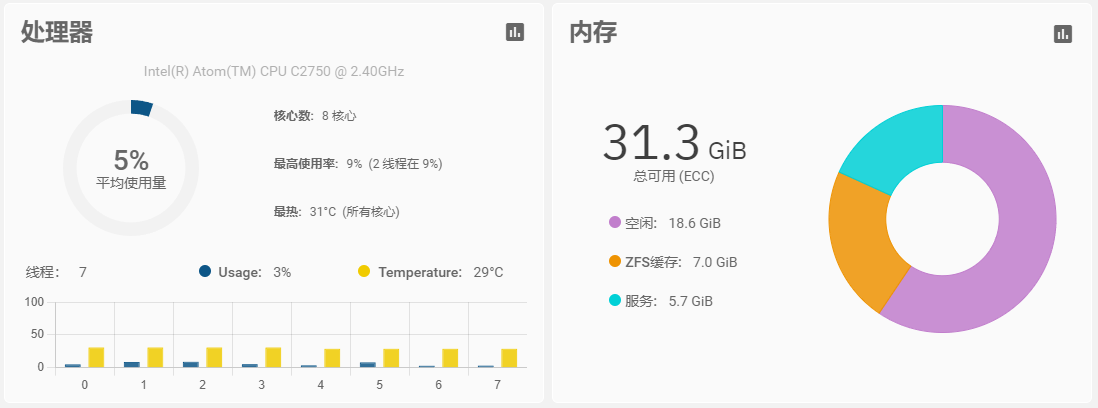 处理器
Intel(R) Atom(TM) CPU C2750 @ 2.40GHz
5%
平均使用量
核心数: 8 核心
最高使用率: 9% (2 线程在 9%)
最热: 31°C (所有核心)
线程: 7
Usage: 3%
Temperature: 29°C
100
50
0
0 1 2 3 4 5 6 7
内存
31.3 GiB
总可用 (ECC)
空闲: 18.6 GiB
ZFS缓存: 7.0 GiB
服务: 5.7 GiB